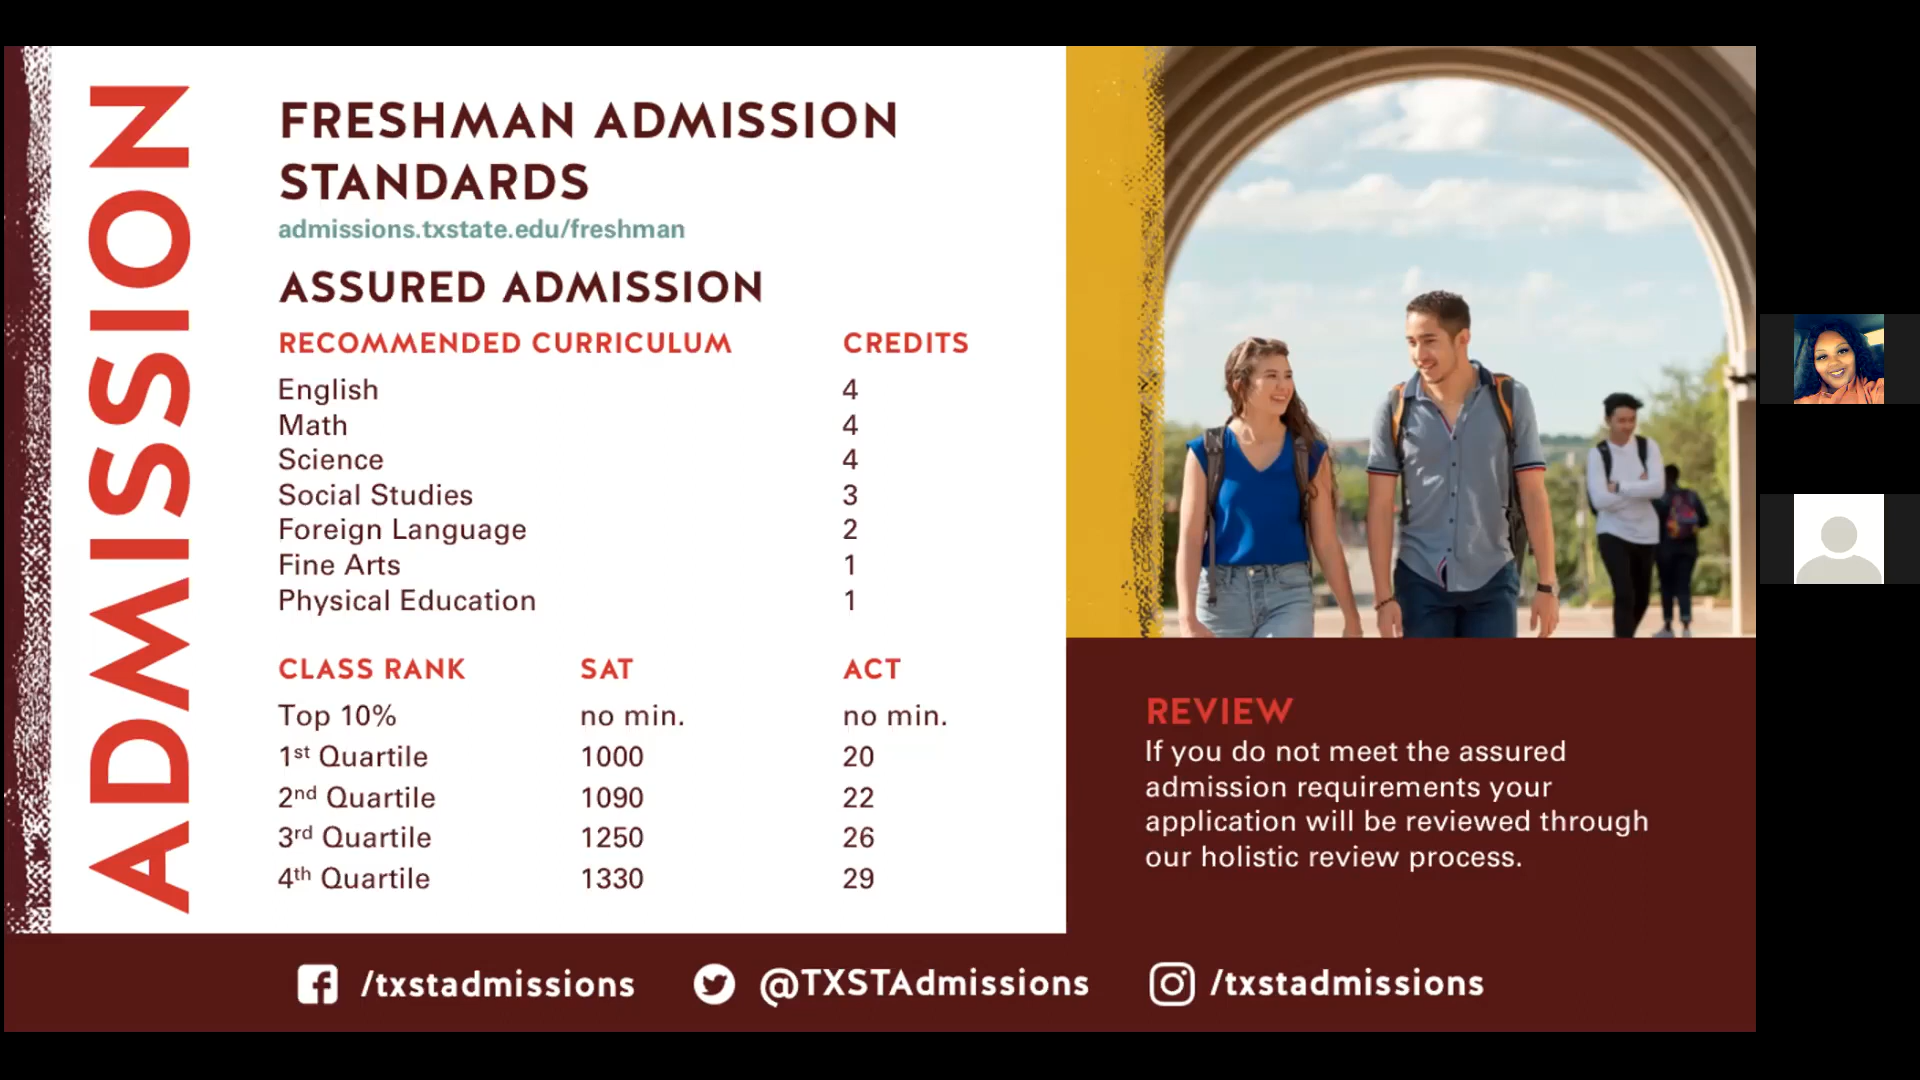 ADMISSION
FRESHMAN ADMISSION
STANDARDS
admissions.txstate.edu/freshman
ASSURED ADMISSION
RECOMMENDED CURRICULUM CREDITS
English 4
Math 4
Science 4
Social Studies 3
Foreign Language 2
Fine Arts 1
Physical Education 1
CLASS RANK SAT ACT
Top 10% no min. no min.
1st Quartile 1000 20
2nd Quartile 1090 22
3rd Quartile 1250 26
4th Quartile 1330 29
REVIEW
If you do not meet the assured
admission requirements your
application will be reviewed through
our holistic review process.
/txstadmissions @TXSTAdmissions /txstadmissions